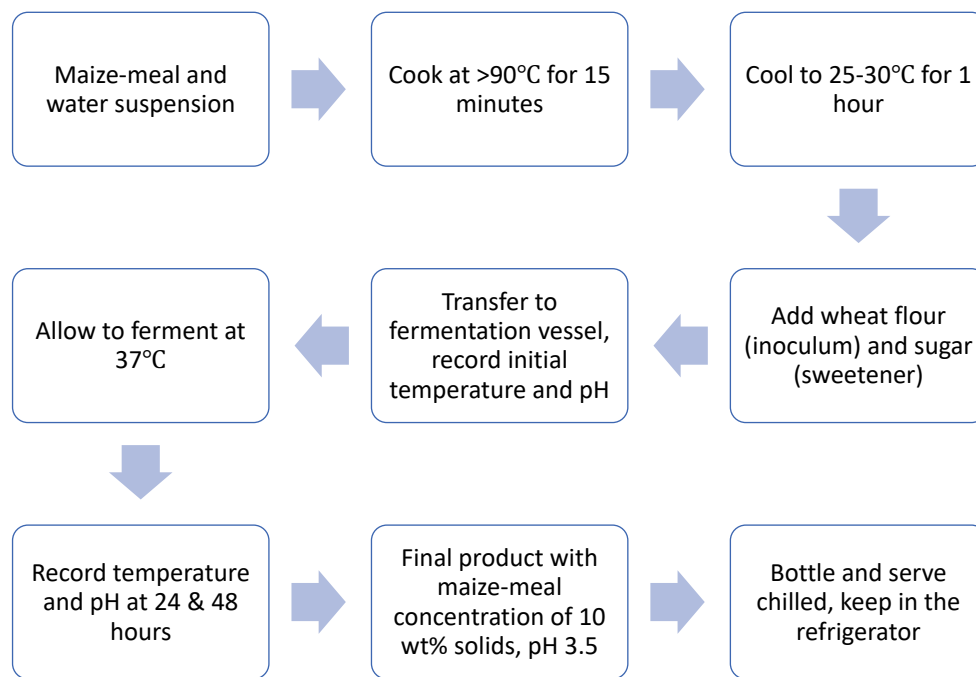 Maize-meal and
water suspension
Cook at >90℃ for 15
minutes
Cool to 25-30℃ for 1
hour
Add wheat flour
(inoculum) and sugar
(sweetener)
Transfer to
fermentation vessel,
record initial
temperature and pH
Allow to ferment at
37℃
Record temperature
and pH at 24 & 48
hours
Final product with
maize-meal
concentration of 10
wt% solids, pH 3.5
Bottle and serve
chilled, keep in the
refrigerator